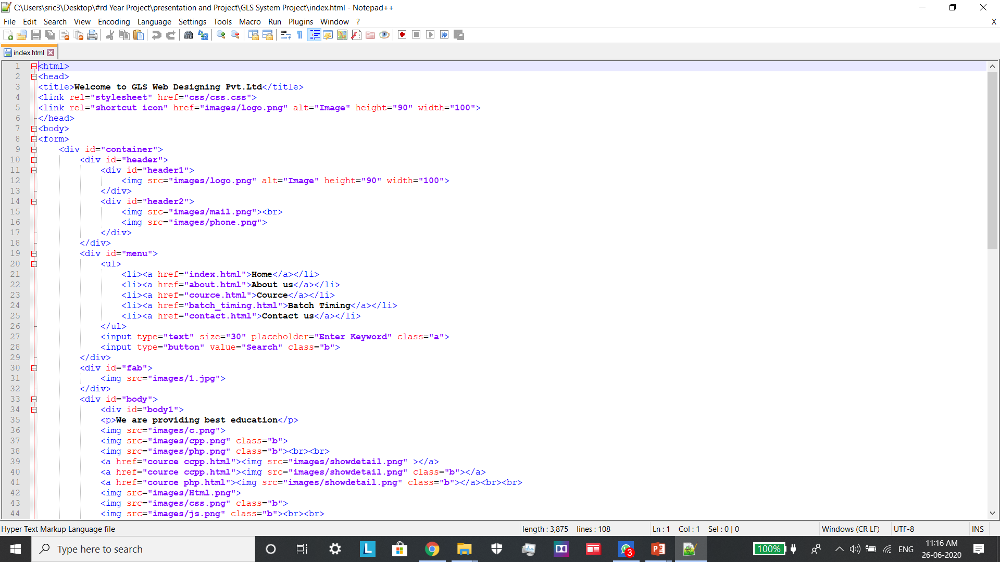 C:\Users\sric3\Desktop\#rd Year Project\presentation and Project\GLS System Project\index.html - Notepad++
File Edit Search View Encoding Language Settings Tools Macro Run Plugins Window ? X
index.html
1 <html>
2 <head>
3 <title>Welcome to GLS Web Designing Pvt.Ltd</title>
4 <link rel="stylesheet" href="css/css.css">
5 <link rel="shortcut icon" href="images/logo.png" alt="Image" height="90" width="100">
6 </head>
7 <body>
8 <form>
9 <div id="container">
10 <div id="header">
11 <div id="header1">
12 <img src="images/logo.png" alt="Image" height="90" width="100">
13 </div>
14 <div id="header2">
15 <img src="images/mail.png"><br>
16 <img src="images/phone.png">
17 </div>
18 </div>
19 <div id="menu">
20 <ul>
21 <li><a href="index.html">Home</a></li>
22 <li><a href="about.html">About us</a></li>
23 <li><a href="cource.html">Cource</a></li>
24 <li><a href="batch_timing.html">Batch Timing</a></li>
25 <li><a href="contact.html">Contact us</a></li>
26 </ul>
27 <input type="text" size="30" placeholder="Enter Keyword" class="a">
28 <input type="button" value="Search" class="b">
29 </div>
30 <div id="fab">
31 <img src="images/1.jpg">
32 </div>
33 <div id="body">
34 <div id="body1">
35 <p>We are providing best education</p>
36 <img src="images/c.png">
37 <img src="images/cpp.png" class="b">
38 <img src="images/php.png" class="b"><br><br>
39 <a href="cource ccpp.html"><img src="images/showdetail.png" ></a>
40 <a href="cource ccpp.html"><img src="images/showdetail.png" class="b"></a>
41 <a href="cource php.html"><img src="images/showdetail.png" class="b"></a><br><br>
42 <img src="images/Html.png">
43 <img src="images/css.png" class="b">
44 <img src="images/js.png" class="b"><br><br>
Hyper Text Markup Language file length : 3,875 lines : 108 Ln : 1 Col : 1 Sel : 0 | 0 Windows (CR LF) UTF-8 INS
Type here to search L 3 100% ENG 11:16 AM
26-06-2020